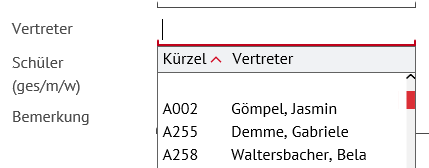 Vertreter
Kürzel Vertreter
Schüler
(ges/m/w)
Bemerkung
A002 Gömpel, Jasmin
A255 Demme, Gabriele
A258 Waltersbacher, Bela